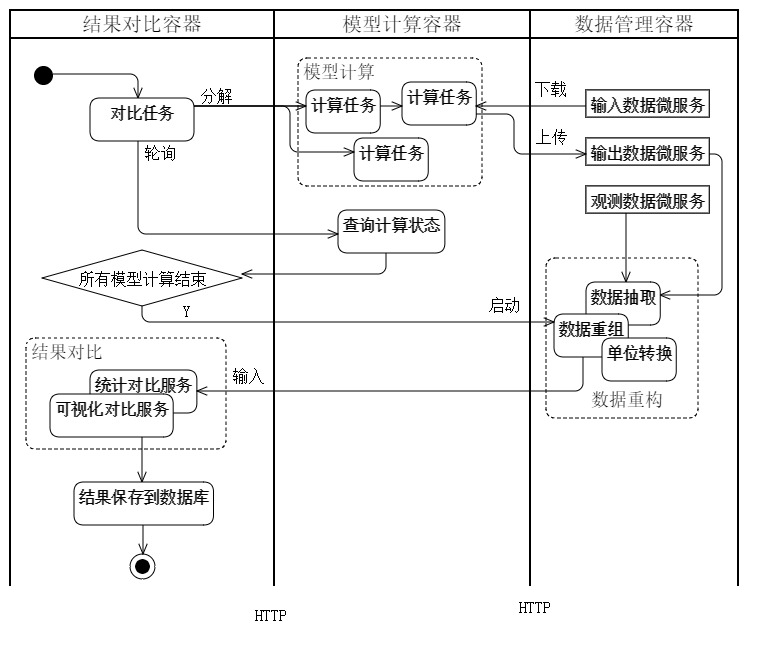 结果对比容器
模型计算容器
数据管理容器
模型计算
对比任务
分解
计算任务
计算任务
下载
输入数据微服务
轮询
计算任务
上传
输出数据微服务
观测数据微服务
查询计算状态
所有模型计算结束
Y
启动
数据抽取
数据重组
单位转换
数据重构
结果对比
统计对比服务
输入
可视化对比服务
结果保存到数据库
HTTP
HTTP